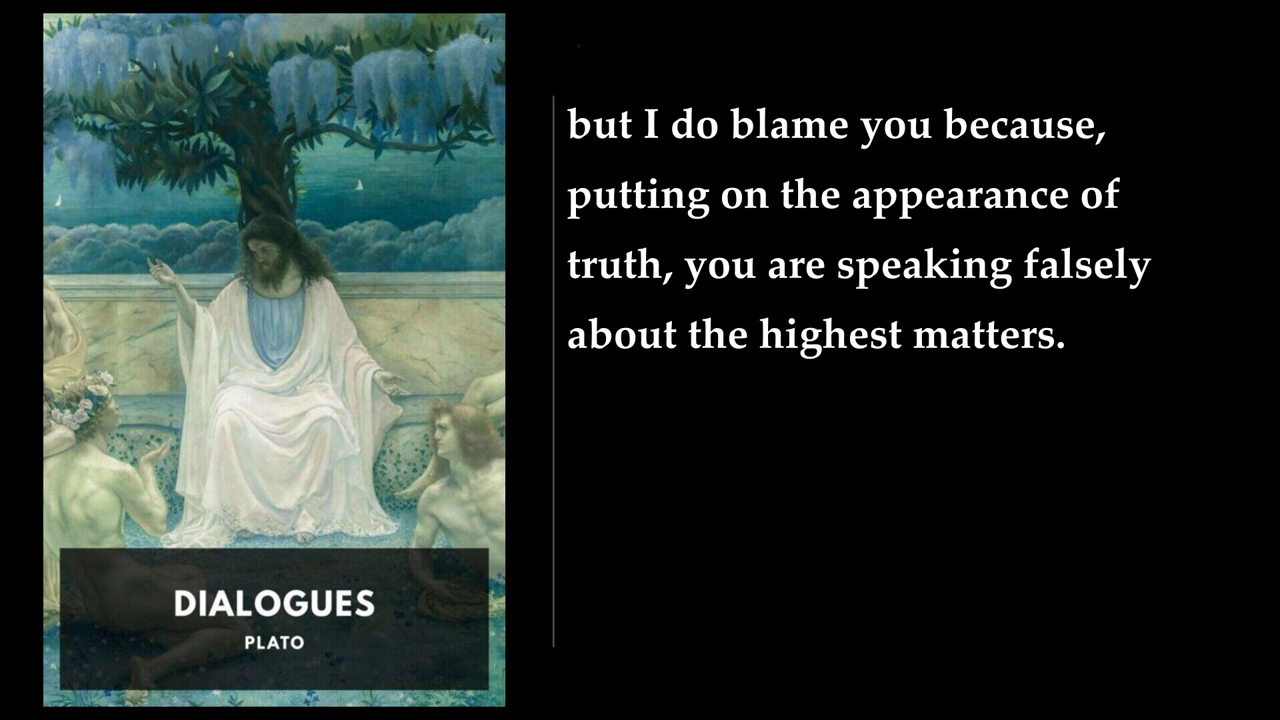 but I do blame you because,
putting on the appearance of
truth, you are speaking falsely
about the highest matters.
DIALOGUES
PLATO